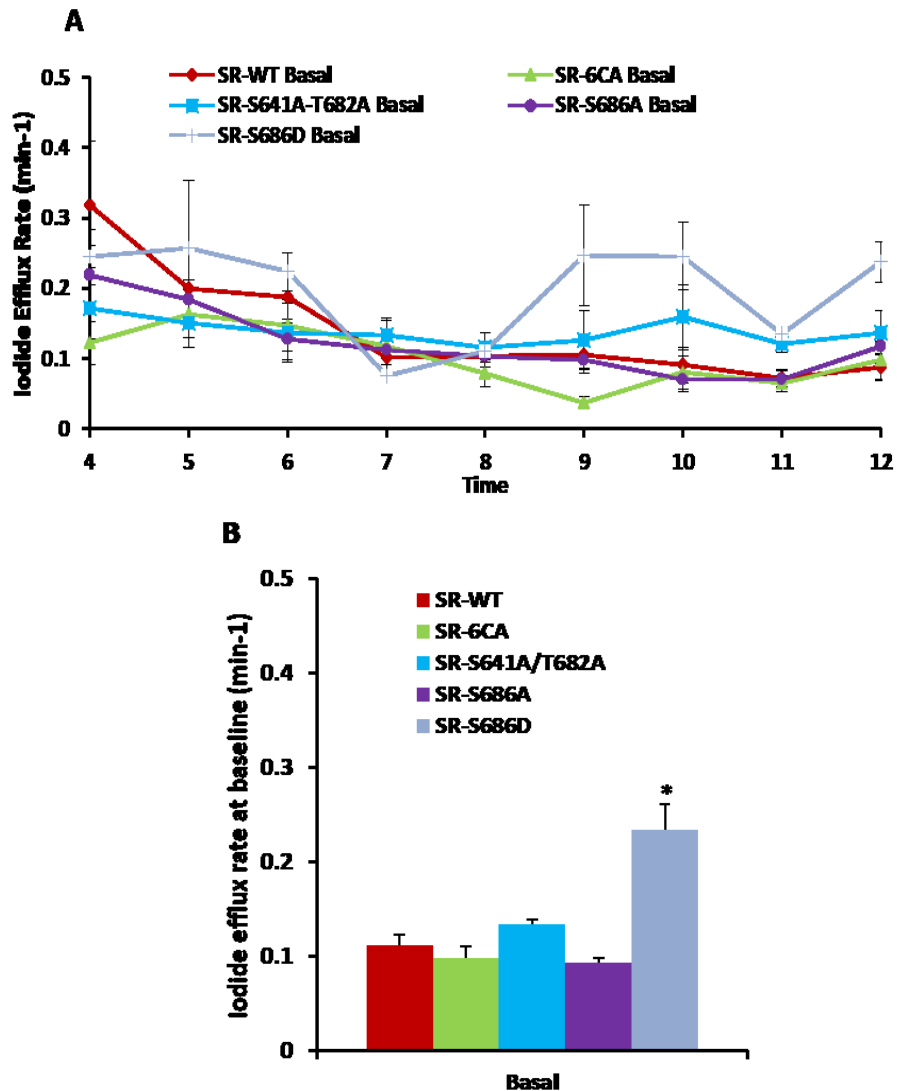 A
SR-WT Basal
SR-6CA Basal
SR-S641A-T682A Basal
SR-S686A Basal
SR-S686D Basal
Iodide Efflux Rate (min-1)
0.5
0.4
0.3
0.2
0.1
0
4 5 6 7 8 9 10 11 12
Time
B
SR-WT
SR-6CA
SR-S641A/T682A
SR-S686A
SR-S686D
Iodide efflux rate at baseline (min-1)
0.5
0.4
0.3
0.2
0.1
0
*
Basal